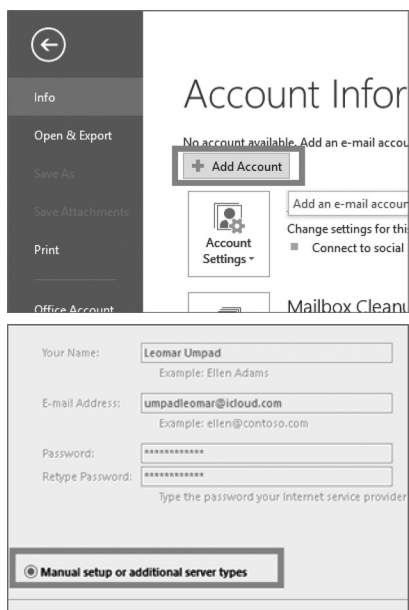 Account Infor
Info
Open & Export
No account available. Add an e-mail accou
Add Account
Save As
Add an e-mail accoun
Save Attachments
Change settings for this
Account
Settings
Connect to social
Print
Office Account
Mailbox Cleanu
Your Name:
Leomar Umpad
Example: Ellen Adams
E-mail Address:
umpadleomar@icloud.com
Example: ellen@contoso.com
Password:
************
Retype Password:
************
Type the password your Internet service provider
Manual setup or additional server types